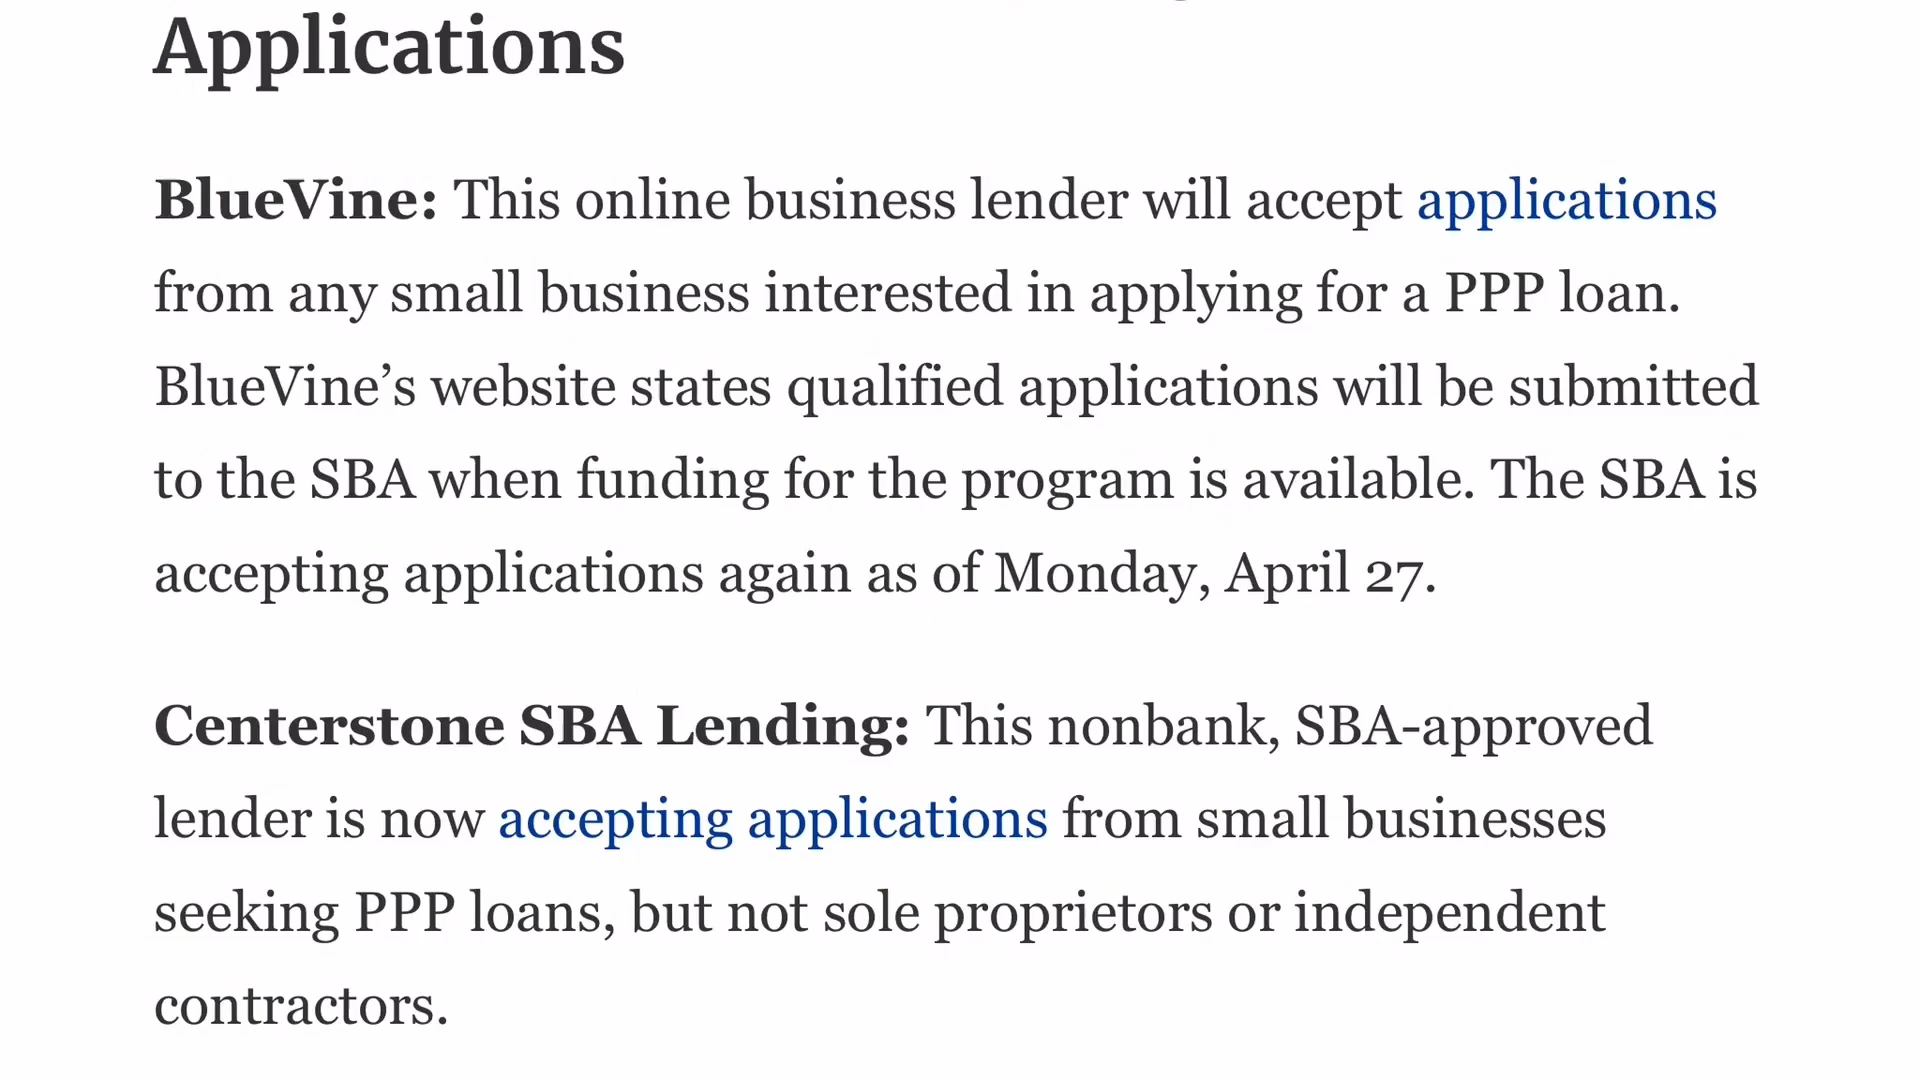 Applications
BlueVine: This online business lender will accept applications
from any small business interested in applying for a PPP loan.
BlueVine’s website states qualified applications will be submitted
to the SBA when funding for the program is available. The SBA is
accepting applications again as of Monday, April 27.
Centerstone SBA Lending: This nonbank, SBA-approved
lender is now accepting applications from small businesses
seeking PPP loans, but not sole proprietors or independent
contractors.